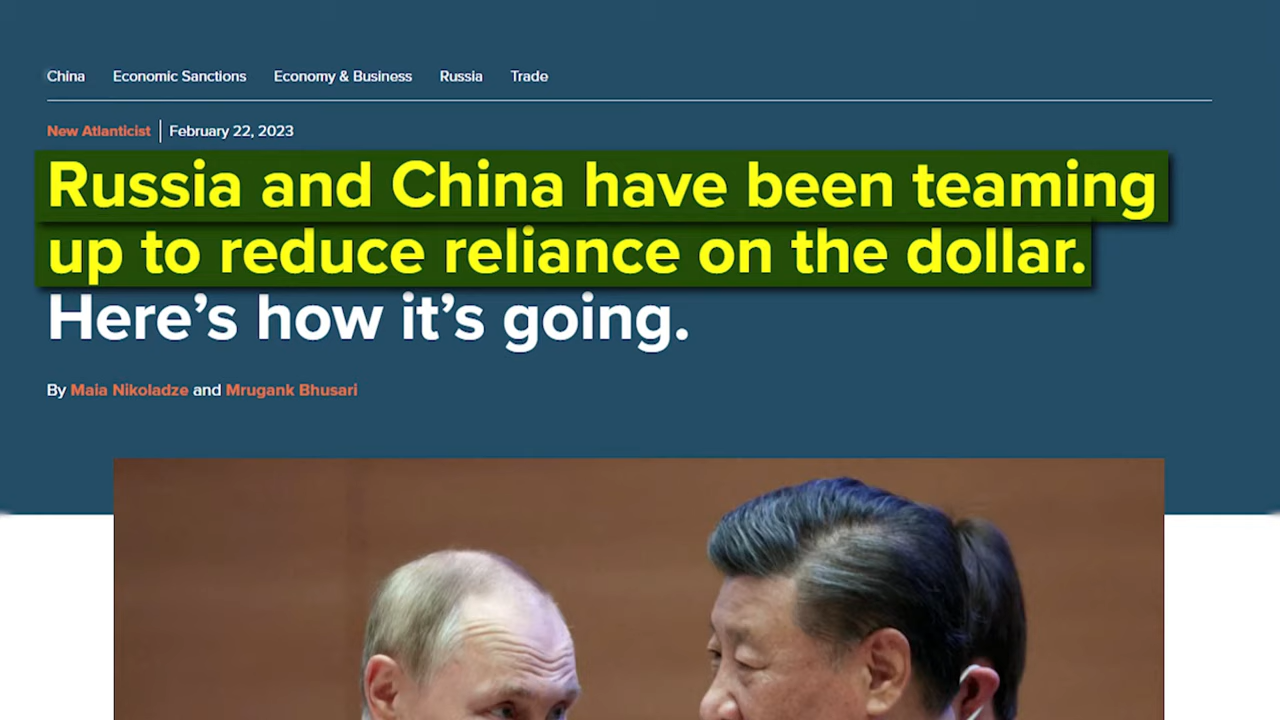 China Economic Sanctions Economy & Business Russia Trade
New Atlanticist | February 22, 2023
Russia and China have been teaming
up to reduce reliance on the dollar.
Here’s how it’s going.
By Maia Nikoladze and Mrugank Bhusari